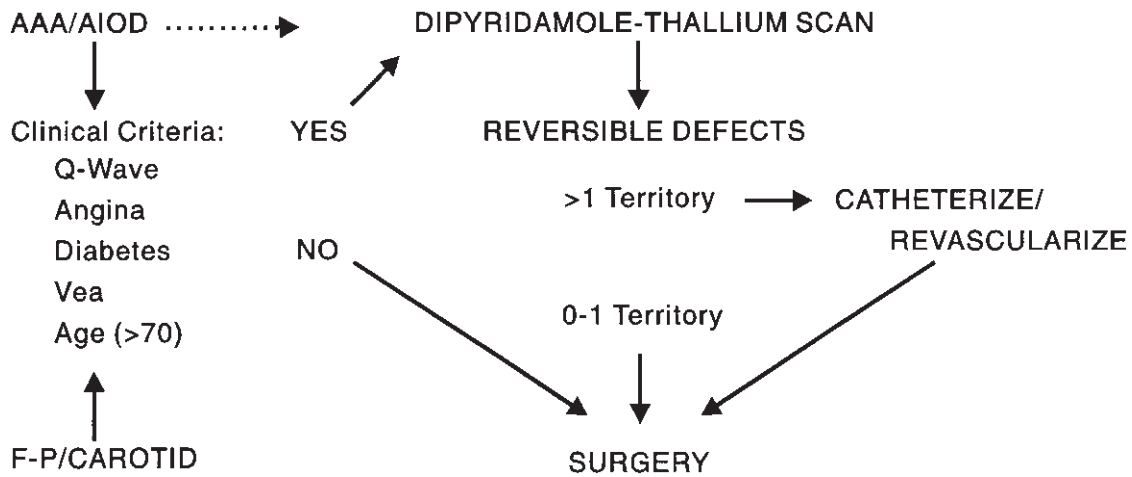 AAA/AIOD
DIPYRIDAMOLE-THALLIUM SCAN
Clinical Criteria:
YES
REVERSIBLE DEFECTS
Q-Wave
Angina
>1 Territory
CATHETERIZE/
REVASCULARIZE
Diabetes
NO
Vea
0-1 Territory
Age (>70)
F-P/CAROTID
SURGERY